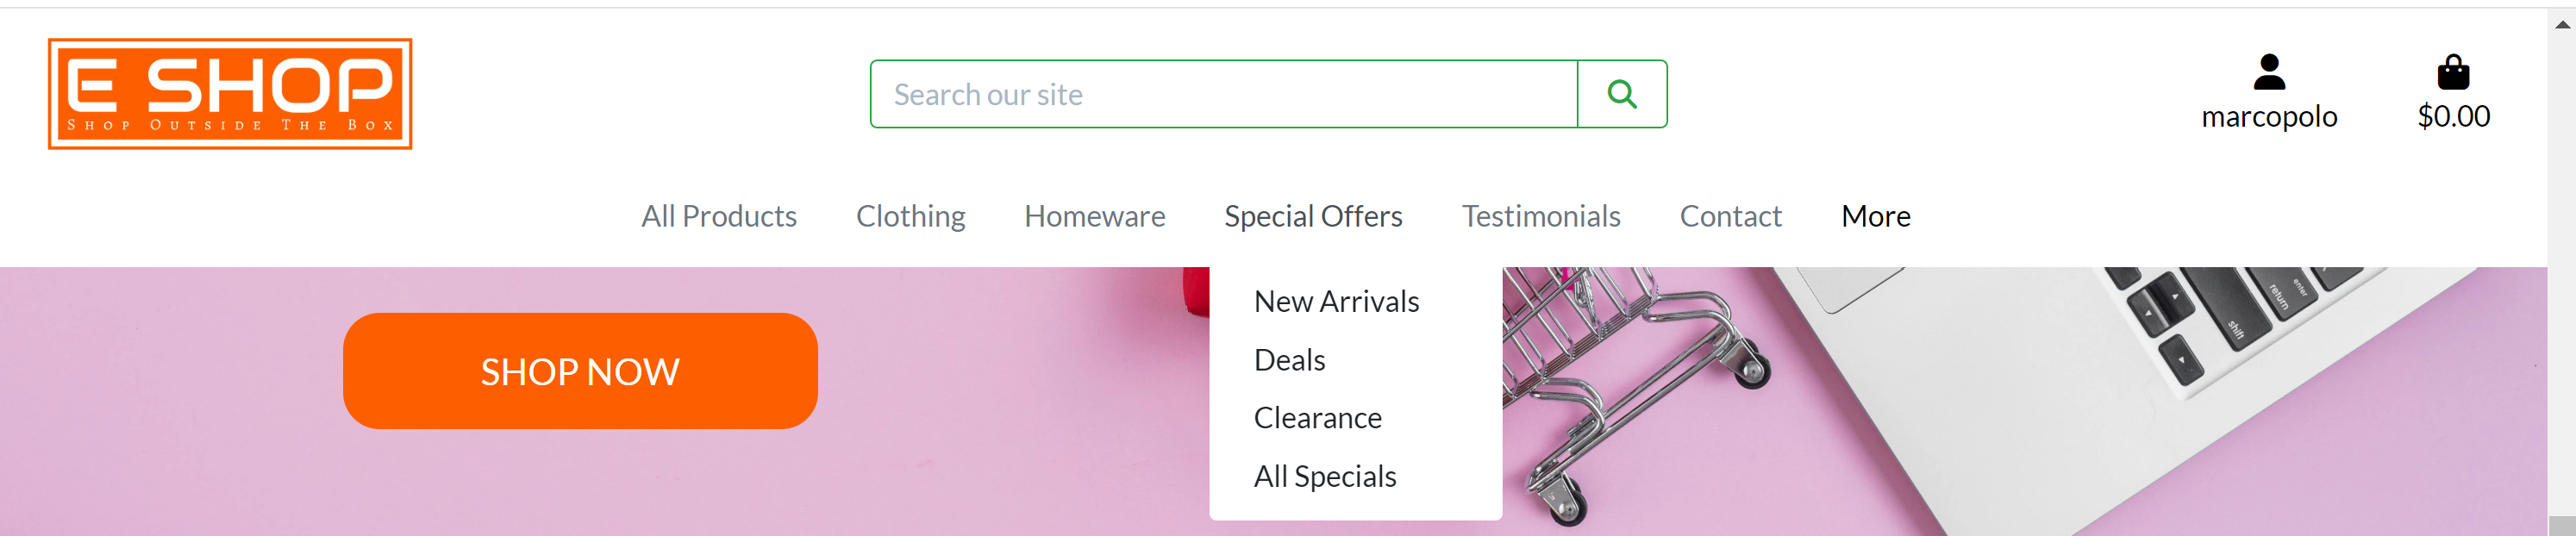 E SHOP
Shop Outside The Box
Search our site
marcopolo
$0.00
All Products
Clothing
Homeware
Special Offers
Testimonials
Contact
More
New Arrivals
Deals
Clearance
All Specials
SHOP NOW
enter
return
shift